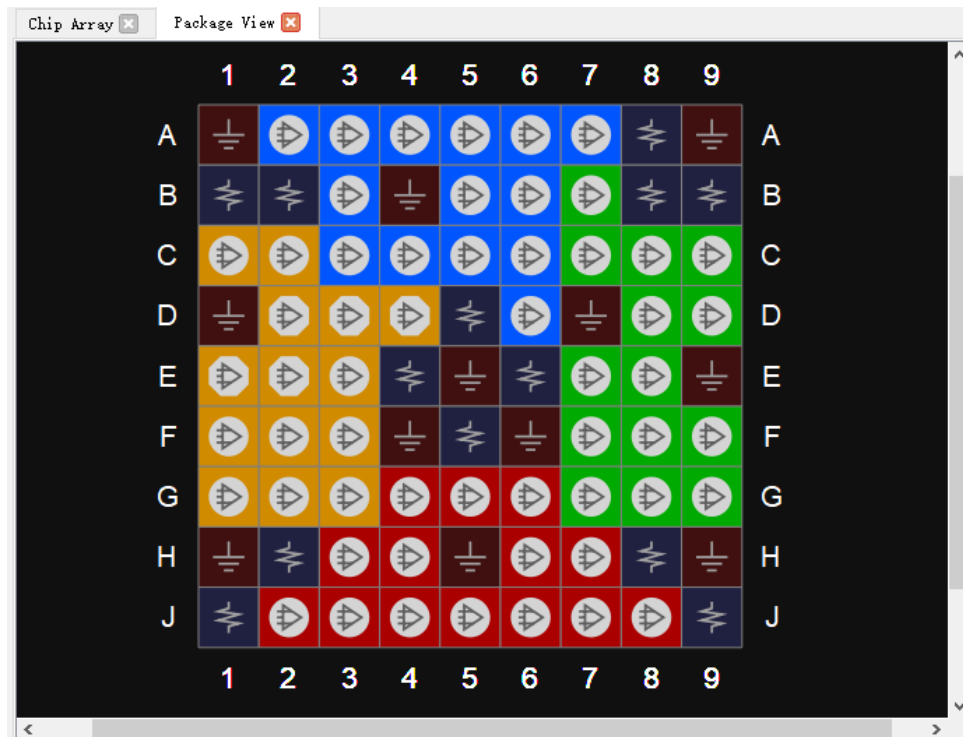 Chip Array Package View
1 2 3 4 5 6 7 8 9
A A
B B
C C
D D
E E
F F
G G
H H
J J
1 2 3 4 5 6 7 8 9